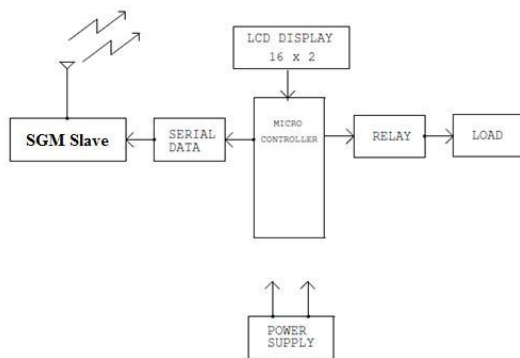 LCD DISPLAY
16 x 2
SGM Slave
SERIAL
DATA
MICRO
CONTROLLER
RELAY
LOAD
POWER
SUPPLY